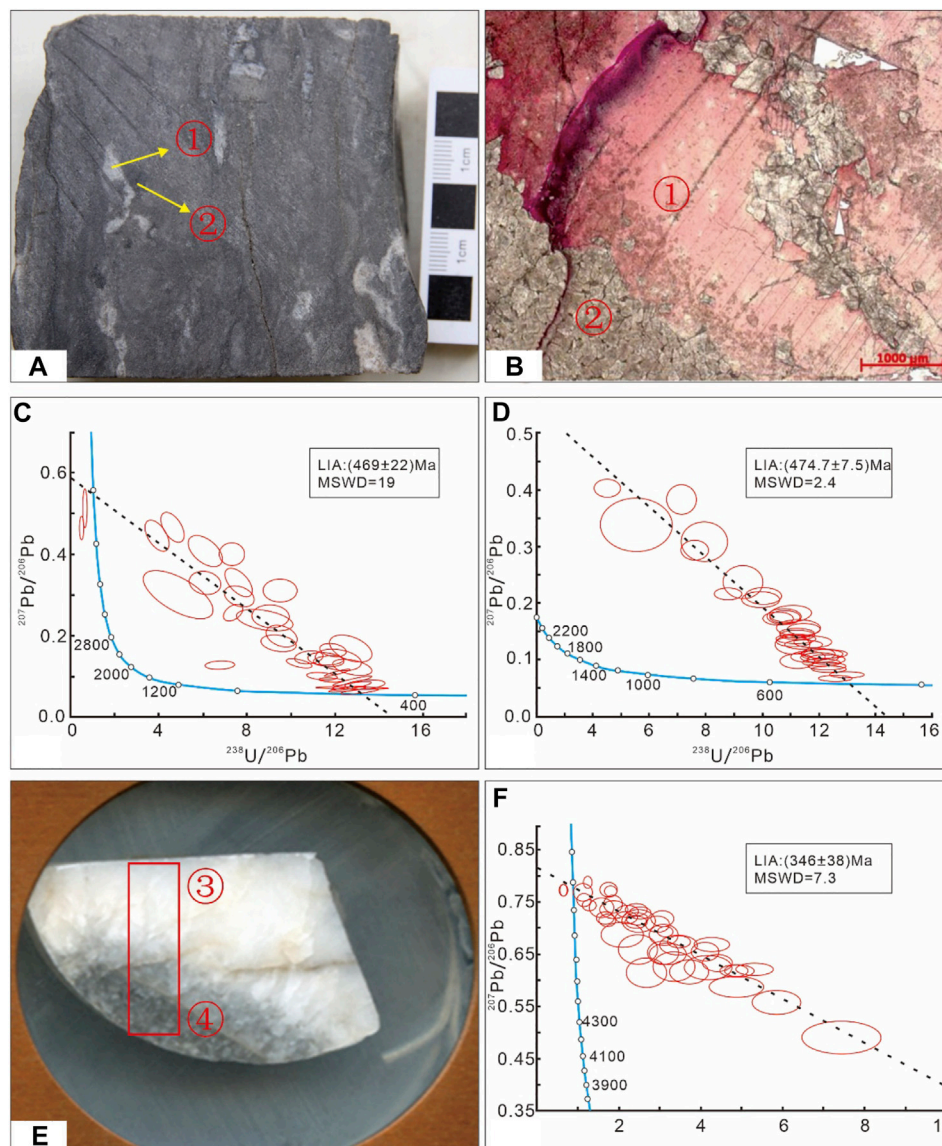 ①
②
1cm
1cm
A
①
②
1000 μm
B
C
LIA:(469±22)Ma
MSWD=19
0.6
0.4
0.2
0.0
2800
2000
1200
400
0 4 8 12 16
²⁰⁷Pb/²⁰⁶Pb
²³⁸U/²⁰⁶Pb
D
LIA:(474.7±7.5)Ma
MSWD=2.4
0.5
0.4
0.3
0.2
0.1
0.0
2200
1800
1400
1000
600
0 2 4 6 8 10 12 14 16
²⁰⁷Pb/²⁰⁶Pb
²³⁸U/²⁰⁶Pb
③
④
E
F
LIA:(346±38)Ma
MSWD=7.3
0.85
0.75
0.65
0.55
0.45
0.35
4300
4100
3900
2 4 6 8 1
²⁰⁷Pb/²⁰⁶Pb